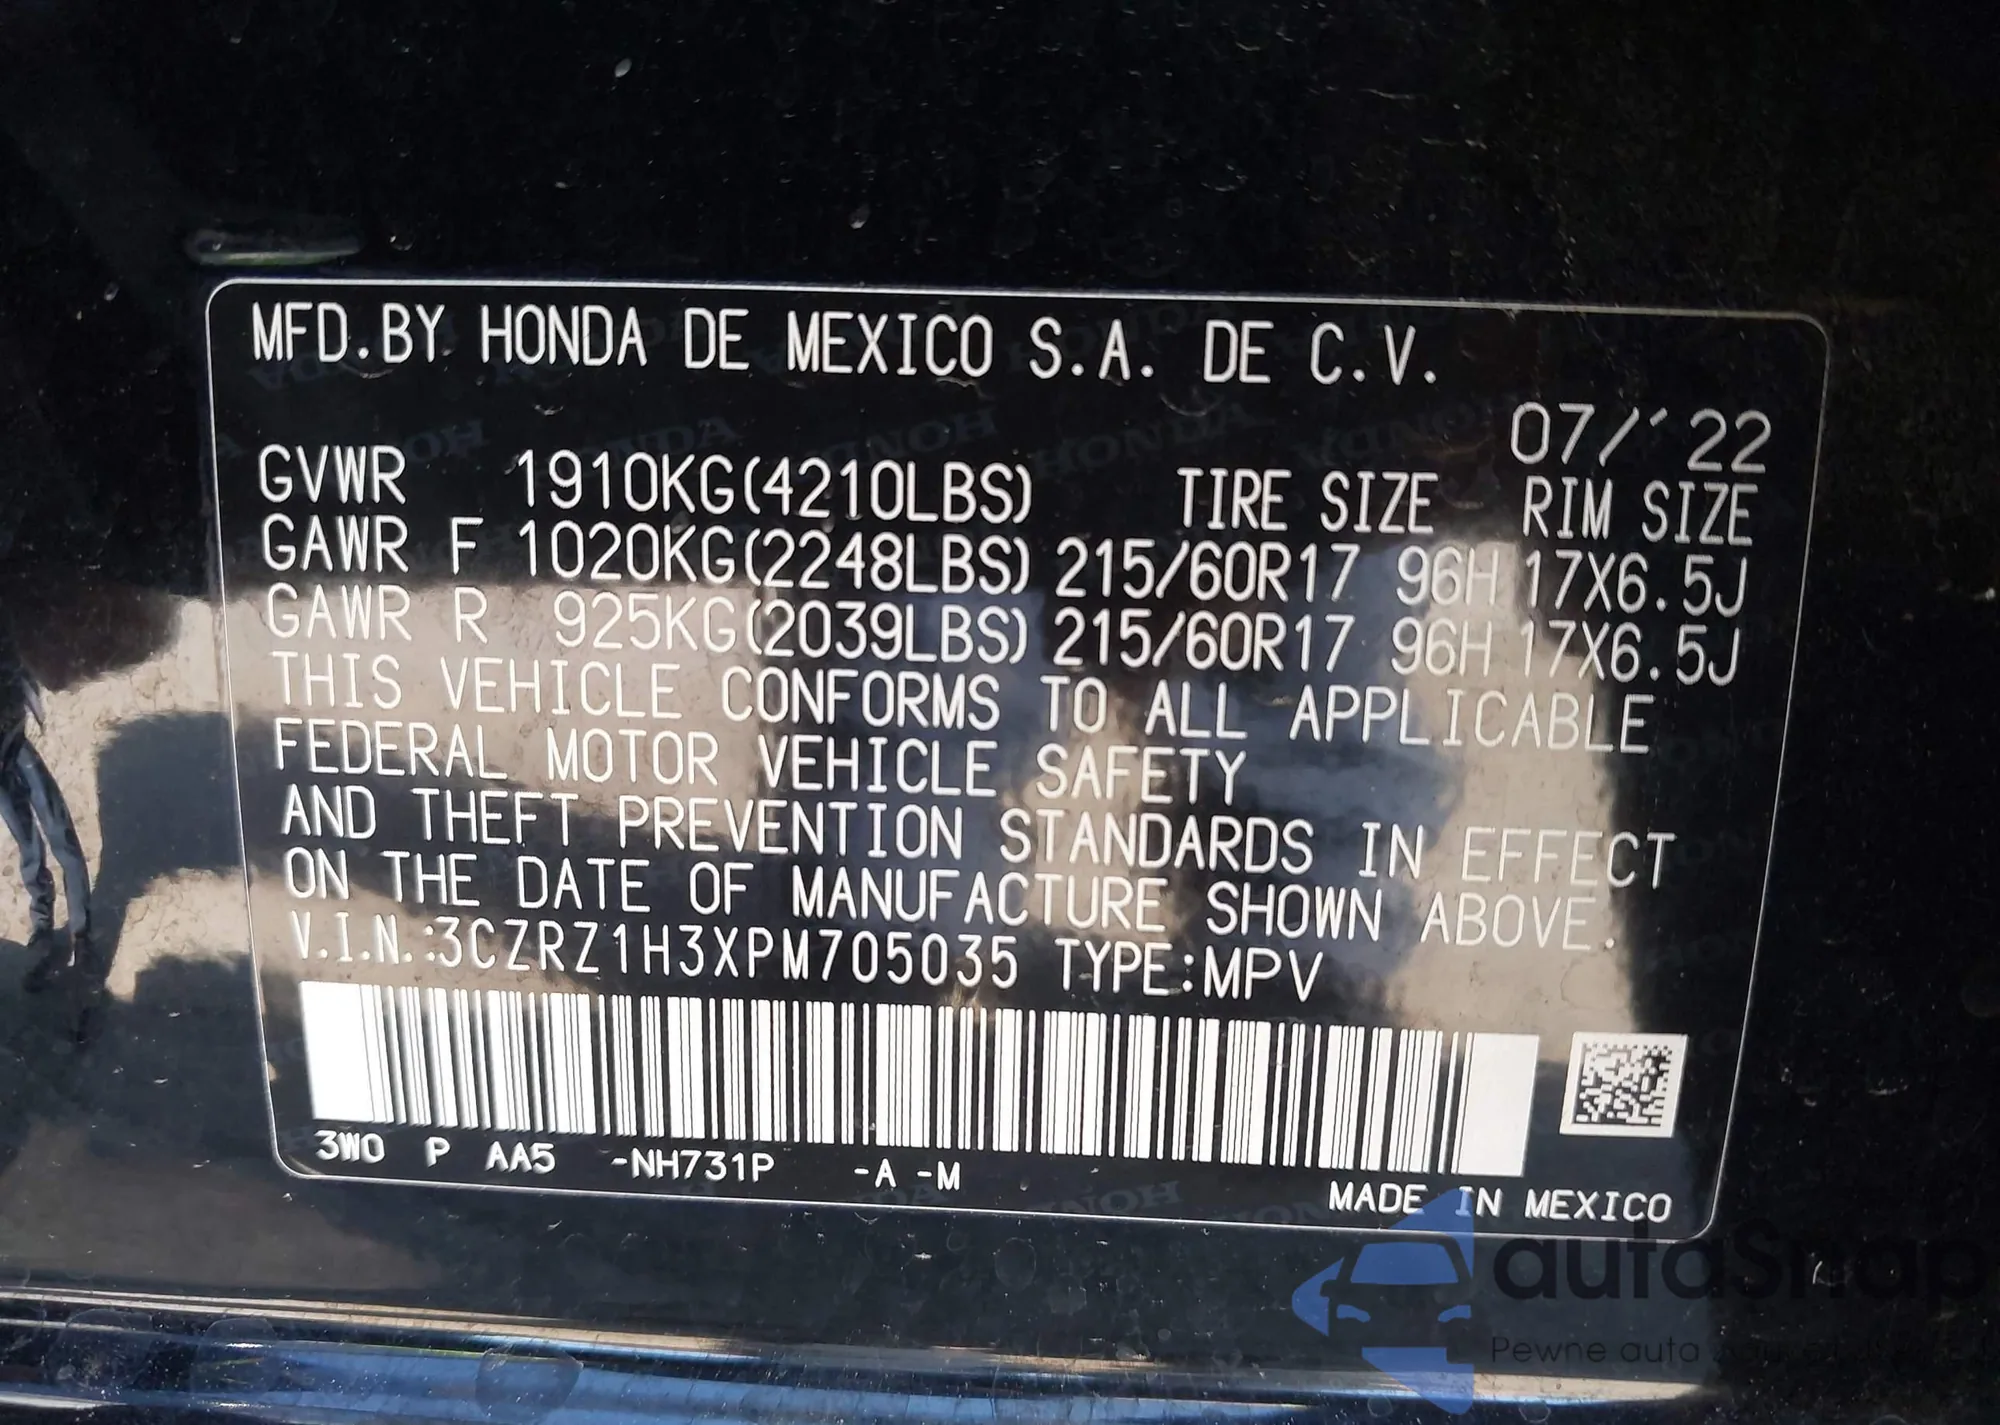 MFD.BY HONDA DE MEXICO S.A. DE C.V.
07/'22
GVWR 1910KG(4210LBS) TIRE SIZE RIM SIZE
GAWR F 1020KG(2248LBS) 215/60R17 96H 17X6.5J
GAWR R 925KG(2039LBS) 215/60R17 96H 17X6.5J
THIS VEHICLE CONFORMS TO ALL APPLICABLE
FEDERAL MOTOR VEHICLE SAFETY
AND THEFT PREVENTION STANDARDS IN EFFECT
ON THE DATE OF MANUFACTURE SHOWN ABOVE.
V.I.N.:3CZRZ1H3XPM705035 TYPE:MPV
3W0 P AA5 -NH731P -A -M
MADE IN MEXICO
autaSnap
Pewne auta